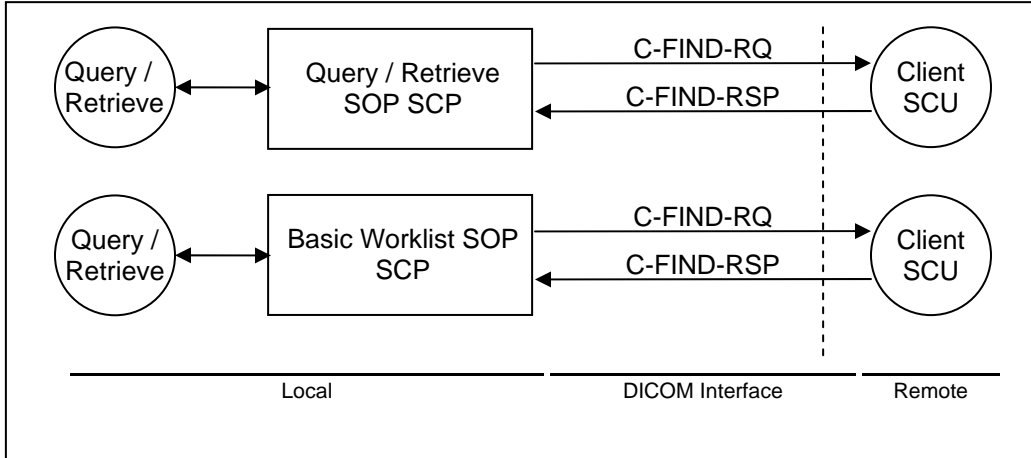 Query /
Retrieve
Query / Retrieve
SOP SCP
C-FIND-RQ
C-FIND-RSP
Client
SCU
Query /
Retrieve
Basic Worklist SOP
SCP
C-FIND-RQ
C-FIND-RSP
Client
SCU
Local
DICOM Interface
Remote